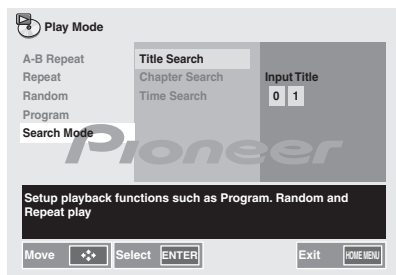 Play Mode
A-B Repeat
Repeat
Random
Program
Search Mode
Title Search
Chapter Search
Time Search
Input Title
0 1
Pioneer
Setup playback functions such as Program. Random and
Repeat play
Move Select ENTER Exit HOME MENU